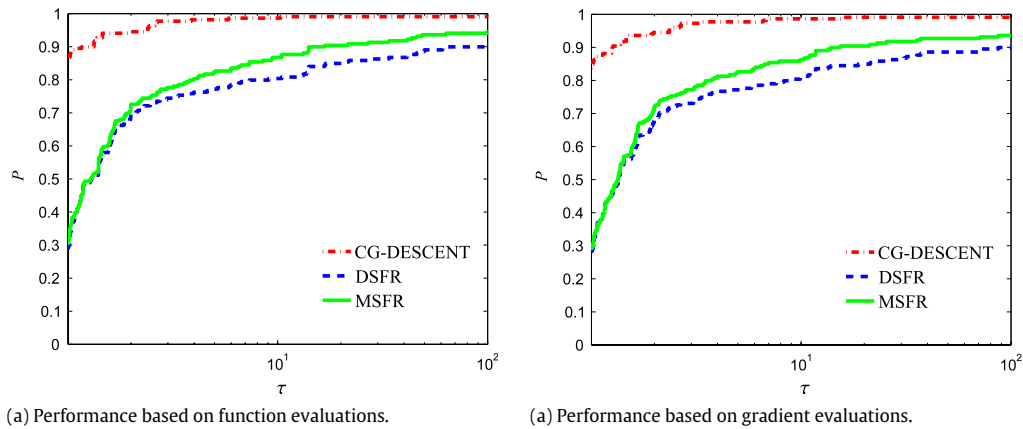 1
0.9
0.8
0.7
0.6
0.5
0.4
0.3
0.2
0.1
0
P
CG-DESCENT
DSFR
MSFR
10^1
10^2
τ
(a) Performance based on function evaluations.
1
0.9
0.8
0.7
0.6
0.5
0.4
0.3
0.2
0.1
0
P
CG-DESCENT
DSFR
MSFR
10^1
10^2
τ
(a) Performance based on gradient evaluations.